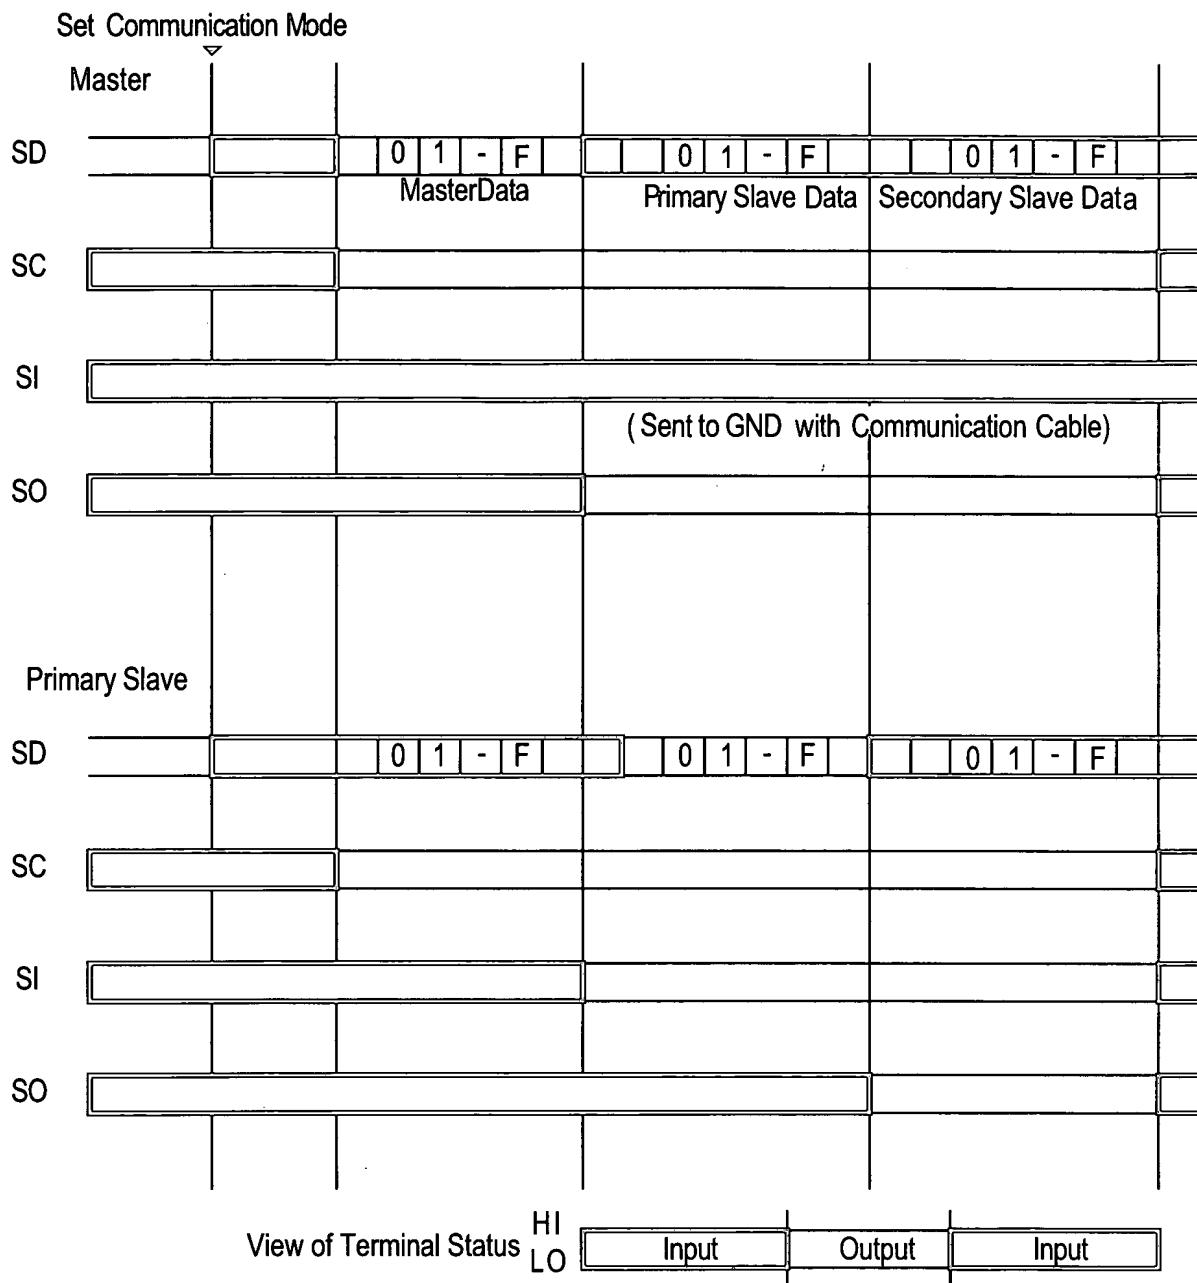 Set Communication Mode
Master
SD 0 1 - F 0 1 - F 0 1 - F
MasterData Primary Slave Data Secondary Slave Data
SC
SI
( Sent to GND with Communication Cable)
SO
Primary Slave
SD 0 1 - F 0 1 - F 0 1 - F
SC
SI
SO
View of Terminal Status HI LO Input Output Input